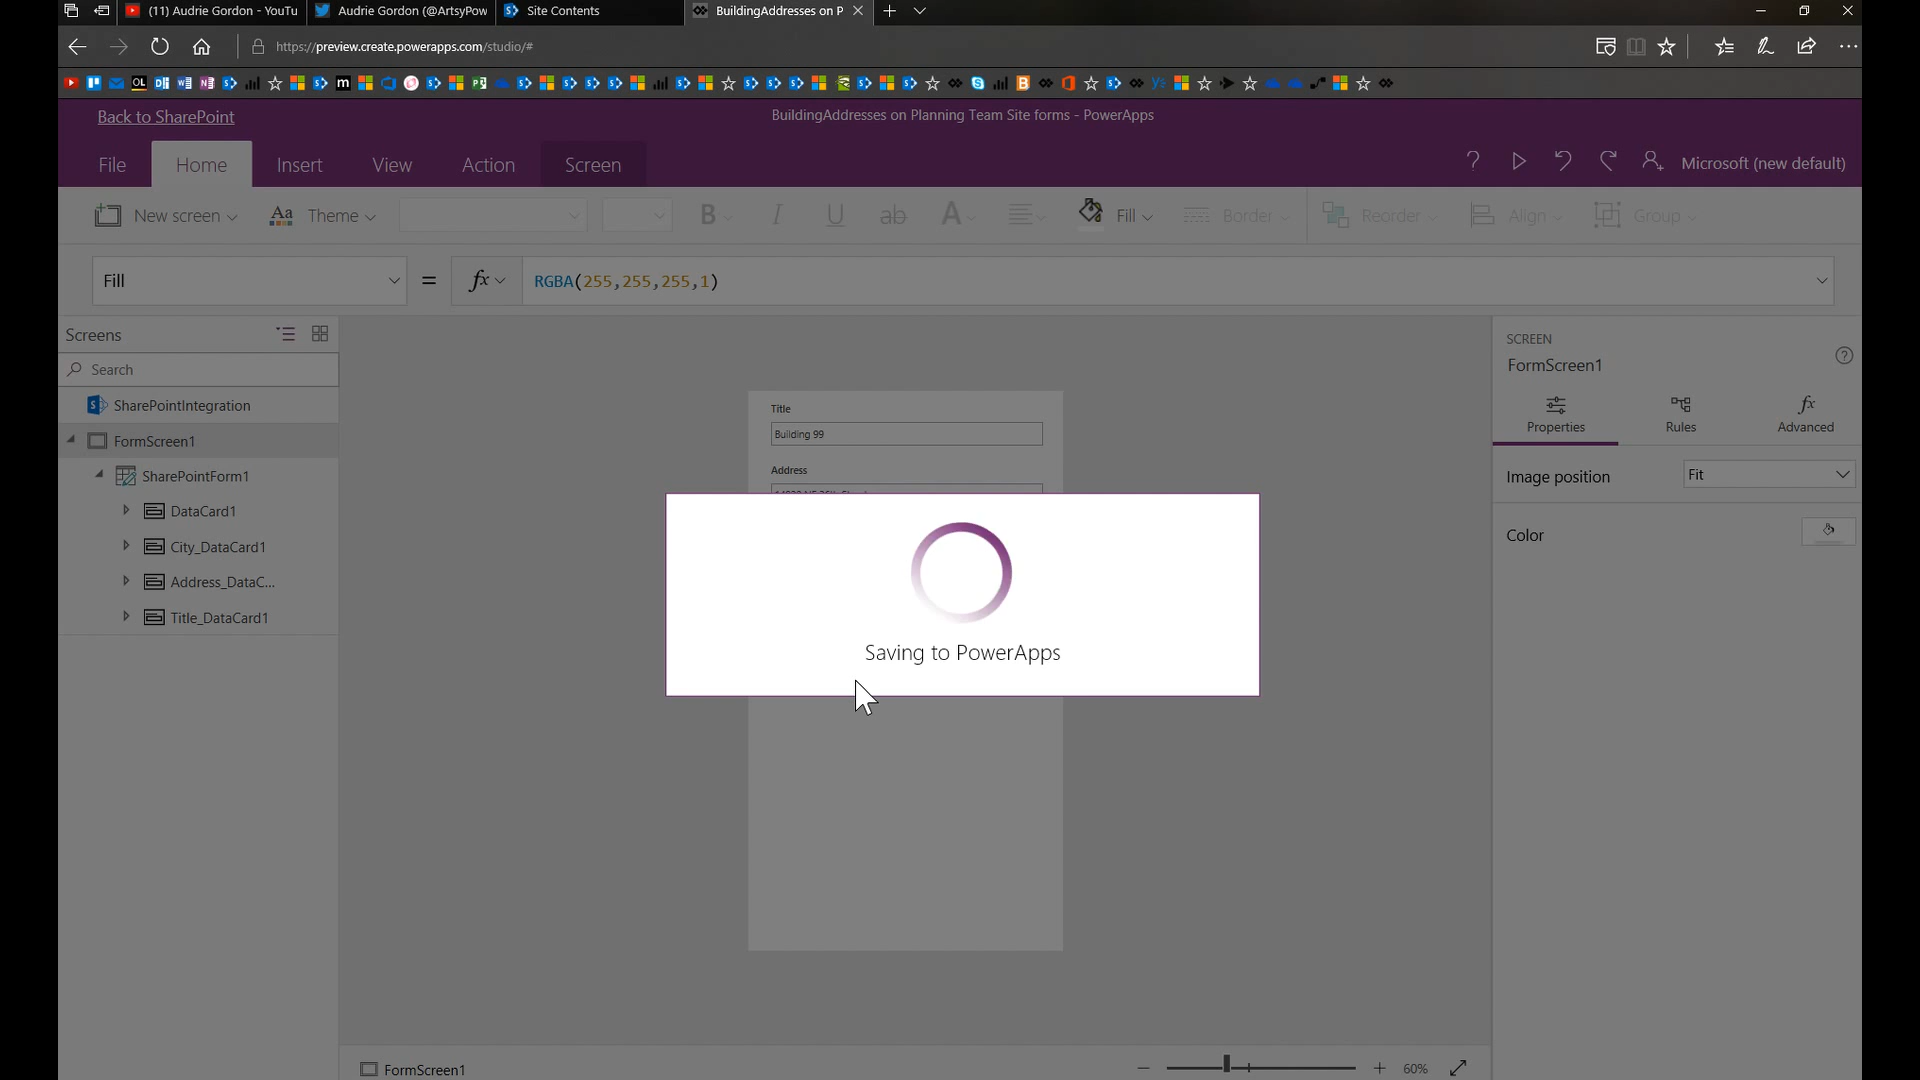 (11) Audrie Gordon - YouTu
Audrie Gordon (@ArtsyPow
Site Contents
BuildingAddresses on P
https://preview.create.powerapps.com/studio/#
Back to SharePoint
BuildingAddresses on Planning Team Site forms - PowerApps
File
Home
Insert
View
Action
Screen
Microsoft (new default)
New screen
Aa Theme
B I U ab A
Fill
Border
Reorder
Align
Group
Fill
=
fx
RGBA(255,255,255,1)
Screens
Search
SharePointIntegration
FormScreen1
SharePointForm1
DataCard1
City_DataCard1
Address_DataC...
Title_DataCard1
Title
Building 99
Address
Saving to PowerApps
SCREEN
FormScreen1
Properties
Rules
fx
Advanced
Image position
Fit
Color
FormScreen1
60%